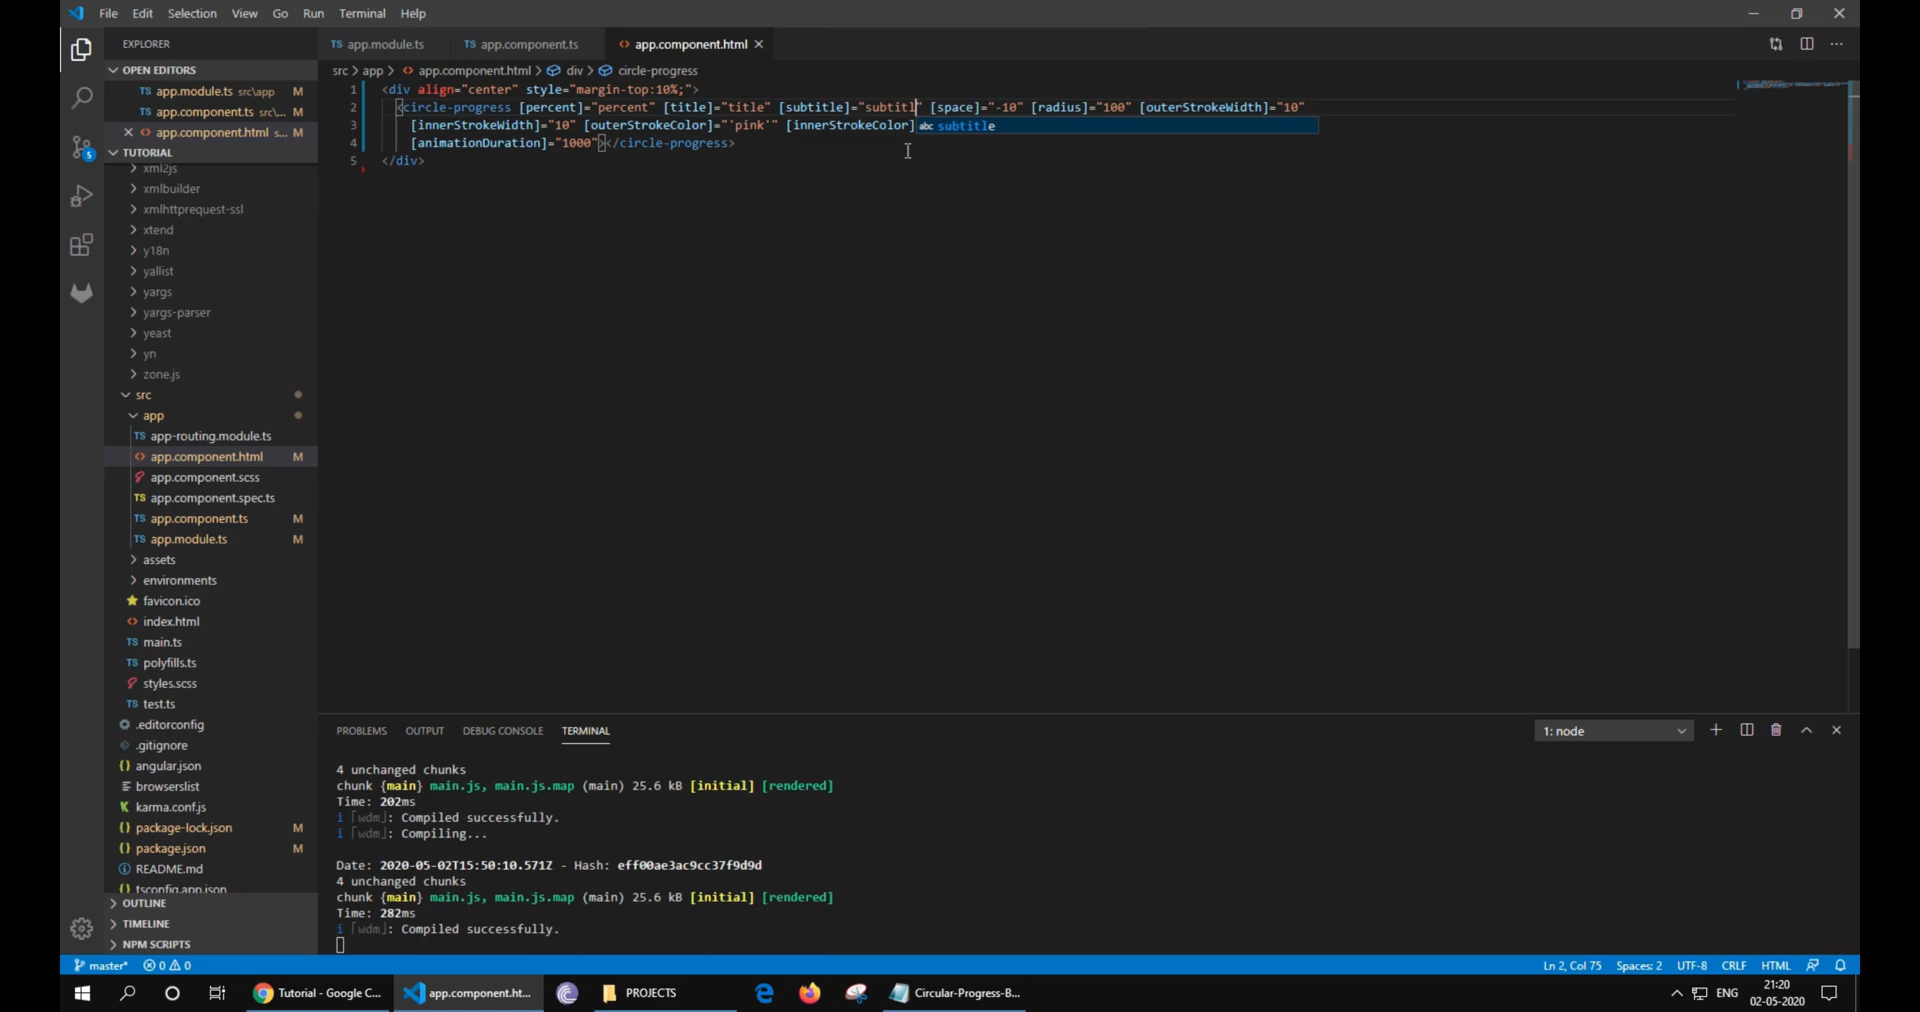 File Edit Selection View Go Run Terminal Help
EXPLORER
OPEN EDITORS
TS app.module.ts src\app M
TS app.component.ts src\... M
<> app.component.html s... M
TUTORIAL
xml2js
xmlbuilder
xmlhttprequest-ssl
xtend
y18n
yallist
yargs
yargs-parser
yeast
yn
zone.js
src
app
TS app-routing.module.ts
<> app.component.html M
app.component.scss
TS app.component.spec.ts
TS app.component.ts M
TS app.module.ts M
assets
environments
favicon.ico
<> index.html
TS main.ts
TS polyfills.ts
styles.scss
TS test.ts
.editorconfig
.gitignore
{} angular.json
browserslist
karma.conf.js
{} package-lock.json M
{} package.json M
README.md
{} tsconfig.app.json
OUTLINE
TIMELINE
NPM SCRIPTS
5
TS app.module.ts TS app.component.ts <> app.component.html
src > app > <> app.component.html > div > circle-progress
1 <div align="center" style="margin-top:10%;">
2 <circle-progress [percent]="percent" [title]="title" [subtitle]="subtitl" [space]="-10" [radius]="100" [outerStrokeWidth]="10"
3 [innerStrokeWidth]="10" [outerStrokeColor]="'pink'" [innerStrokeColor]
abc subtitle
4 [animationDuration]="1000"></circle-progress>
5 </div>
PROBLEMS OUTPUT DEBUG CONSOLE TERMINAL
1: node
4 unchanged chunks
chunk {main} main.js, main.js.map (main) 25.6 kB [initial] [rendered]
Time: 202ms
i ｢wdm｣: Compiled successfully.
i ｢wdm｣: Compiling...
Date: 2020-05-02T15:50:10.571Z - Hash: eff00ae3ac9cc37f9d9d
4 unchanged chunks
chunk {main} main.js, main.js.map (main) 25.6 kB [initial] [rendered]
Time: 282ms
i ｢wdm｣: Compiled successfully.
master* 0 0
Ln 2, Col 75 Spaces: 2 UTF-8 CRLF HTML
Tutorial - Google C... app.component.ht... PROJECTS Circular-Progress-B...
ENG
21:20
02-05-2020